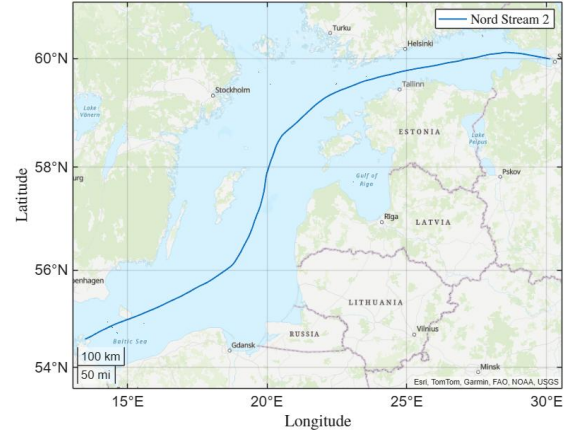 Nord Stream 2
60°N
58°N
56°N
54°N
Latitude
Turku
Helsinki
Stockholm
Tallinn
Lake
Vänern
ESTONIA
Lake
Peipus
Pskov
urg
Gulf of
Riga
Riga
LATVIA
enhagen
LITHUANIA
Baltic Sea
RUSSIA
Vilnius
Gdansk
100 km
50 mi
Minsk
Esri, TomTom, Garmin, FAO, NOAA, USGS
15°E
20°E
25°E
30°E
Longitude